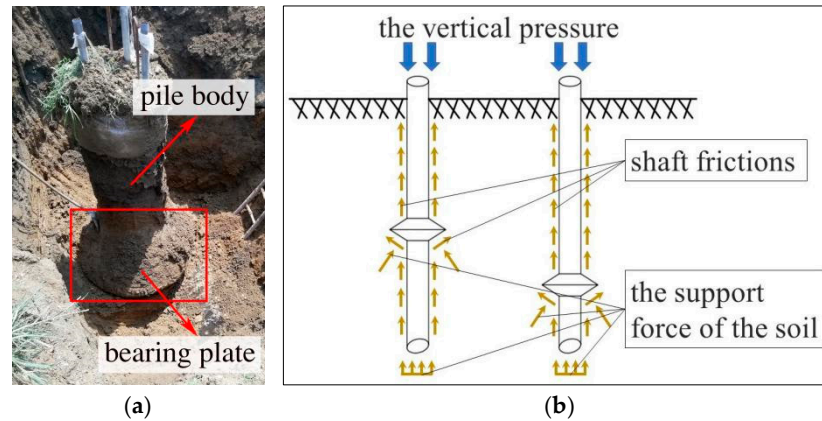 pile body
bearing plate
(a)
the vertical pressure
shaft frictions
the support
force of the soil
(b)